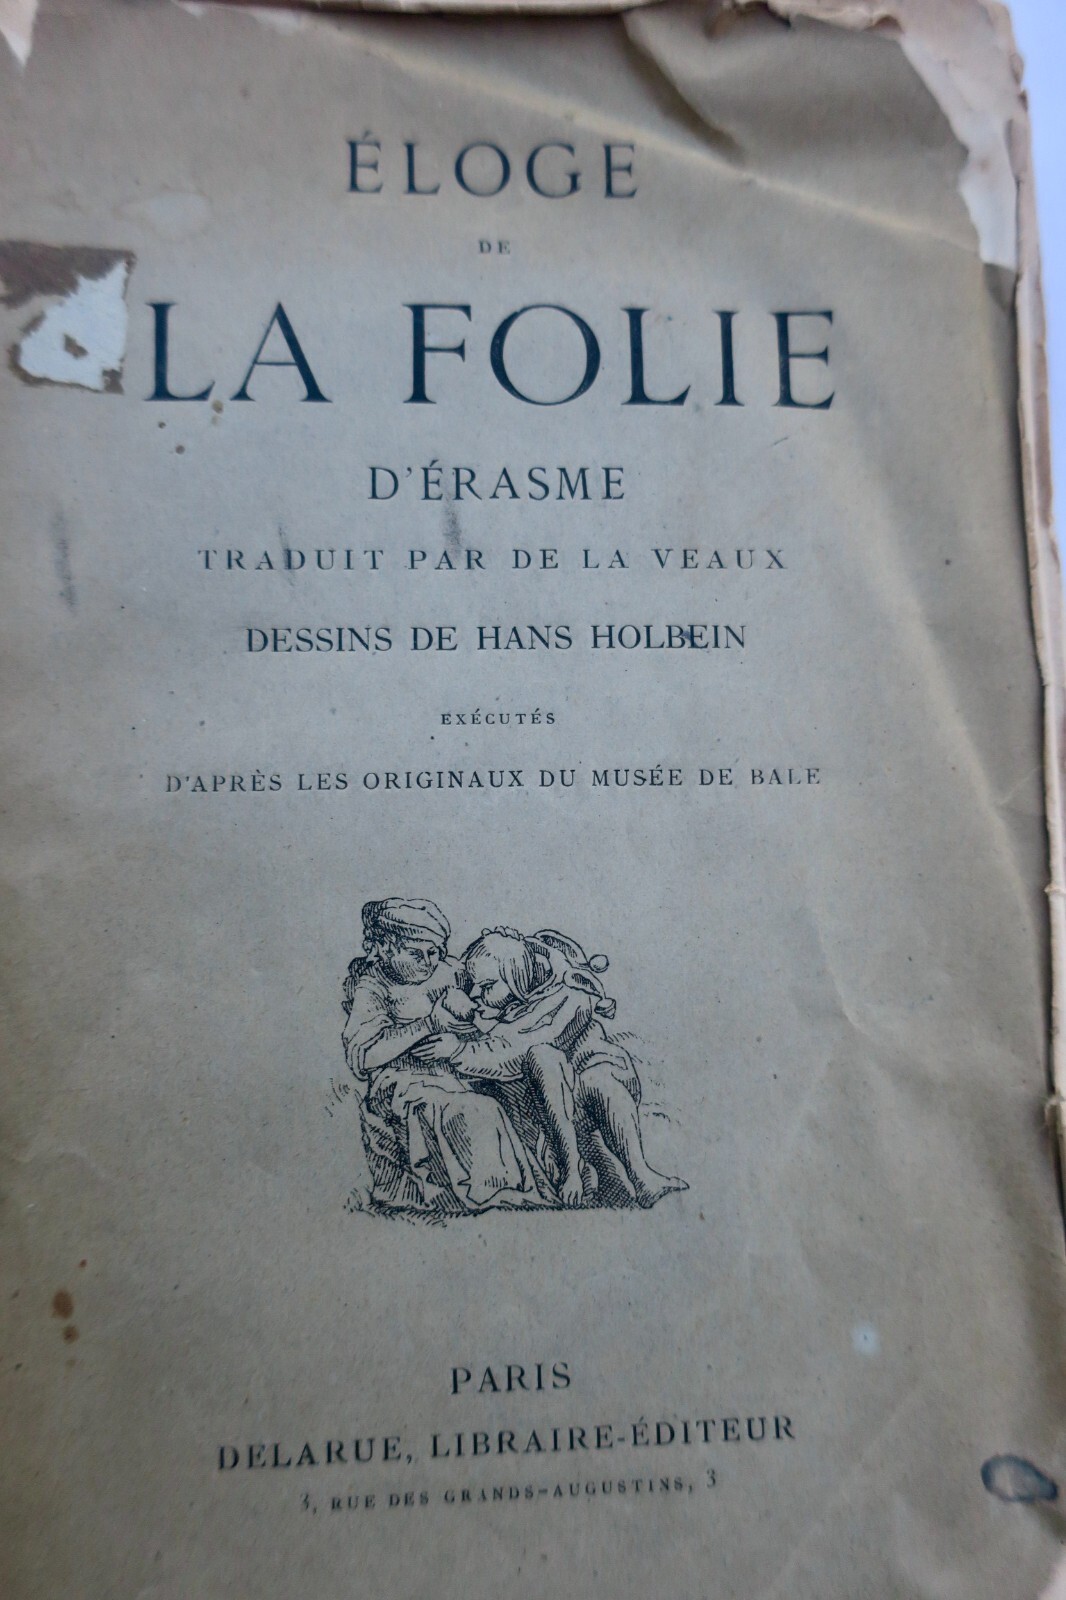 ÉLOGE
DE
LA FOLIE
D'ÉRASME
TRADUIT PAR DE LA VEAUX
DESSINS DE HANS HOLBEIN
EXÉCUTÉS
D'APRÈS LES ORIGINAUX DU MUSÉE DE BALE
PARIS
DELARUE, LIBRAIRE-ÉDITEUR
3, RUE DES GRANDS-AUGUSTINS, 3